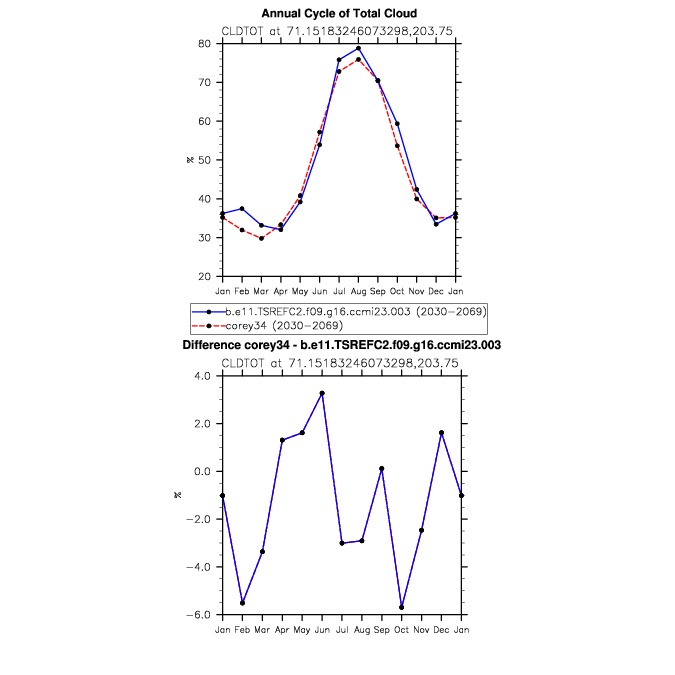 Annual Cycle of Total Cloud
CLDTOT at 71.15183246073298,203.75
80
70
60
50
40
30
20
%
Jan Feb Mar Apr May Jun Jul Aug Sep Oct Nov Dec Jan
b.e11.TSREFC2.f09.g16.ccmi23.003 (2030-2069)
corey34 (2030-2069)
Difference corey34 - b.e11.TSREFC2.f09.g16.ccmi23.003
CLDTOT at 71.15183246073298,203.75
4.0
2.0
0.0
-2.0
-4.0
-6.0
%
Jan Feb Mar Apr May Jun Jul Aug Sep Oct Nov Dec Jan